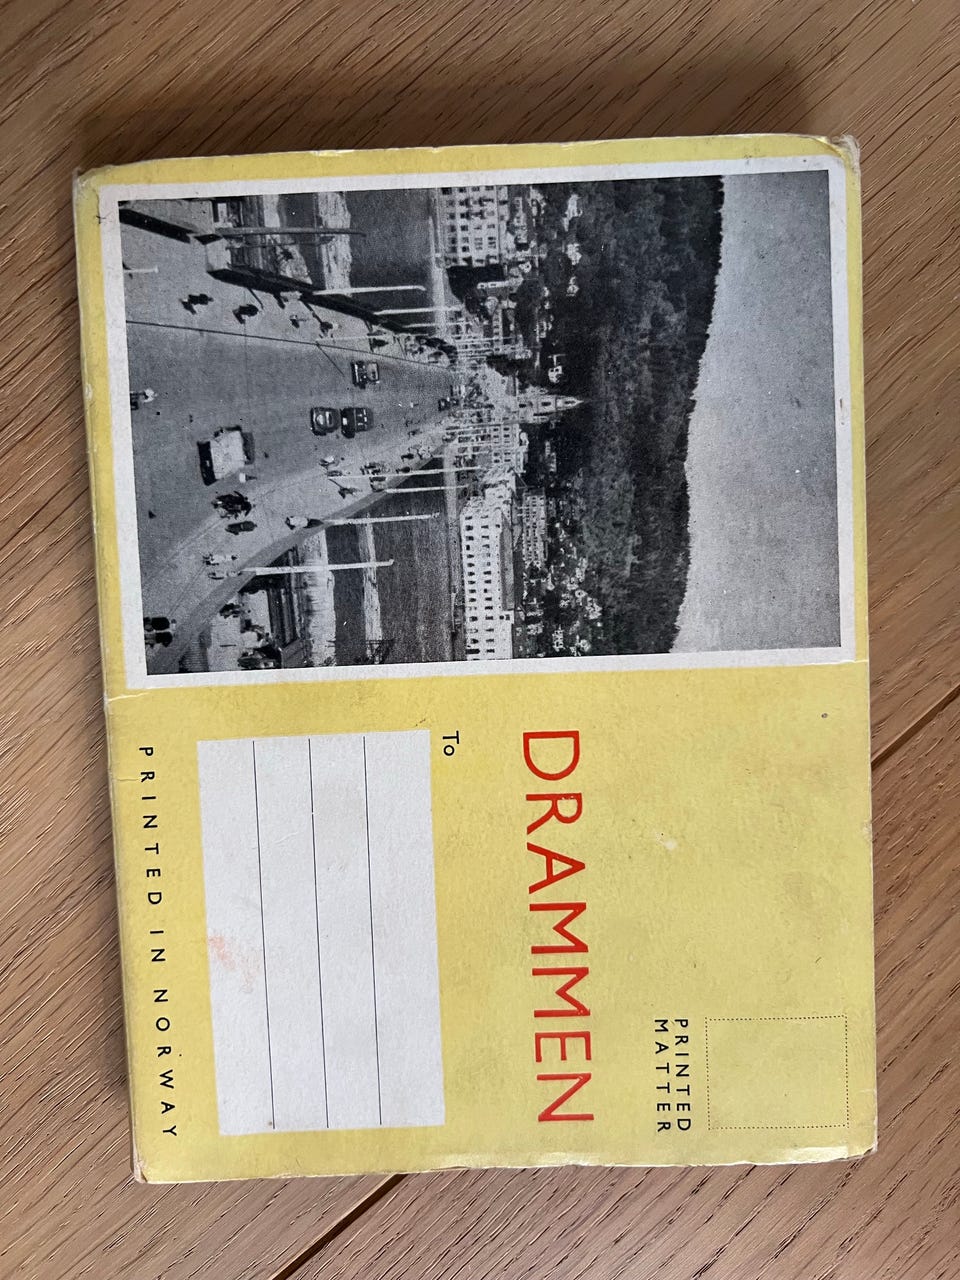 PRINTED
MATTER
DRAMMEN
To
PRINTED IN NORWAY